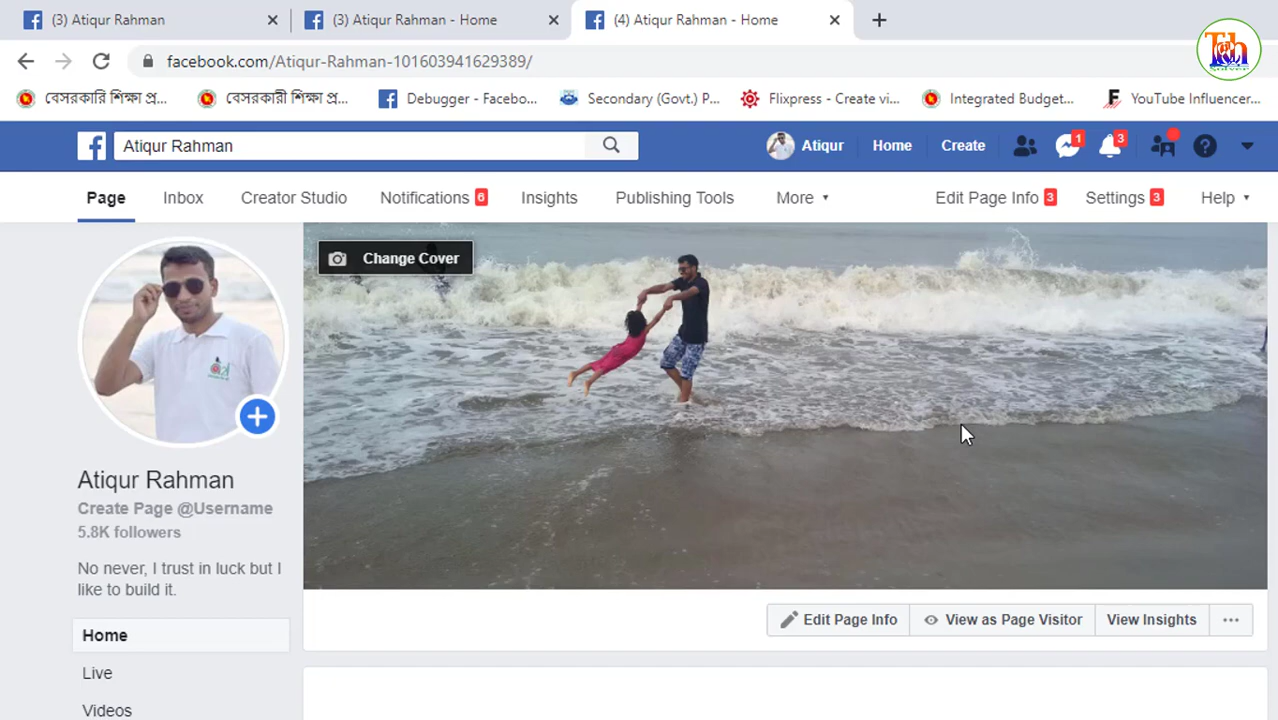 (3) Atiqur Rahman
(3) Atiqur Rahman - Home
(4) Atiqur Rahman - Home
facebook.com/Atiqur-Rahman-101603941629389/
বেসরকারি শিক্ষা প্র...
বেসরকারী শিক্ষা প্র...
Debugger - Facebo...
Secondary (Govt.) P...
Flixpress - Create vi...
Integrated Budget...
YouTube Influencer...
Atiqur Rahman
Atiqur
Home
Create
1
3
Page
Inbox
Creator Studio
Notifications 6
Insights
Publishing Tools
More
Edit Page Info 3
Settings 3
Help
Change Cover
Atiqur Rahman
Create Page @Username
5.8K followers
No never, I trust in luck but I
like to build it.
Home
Live
Videos
Edit Page Info
View as Page Visitor
View Insights